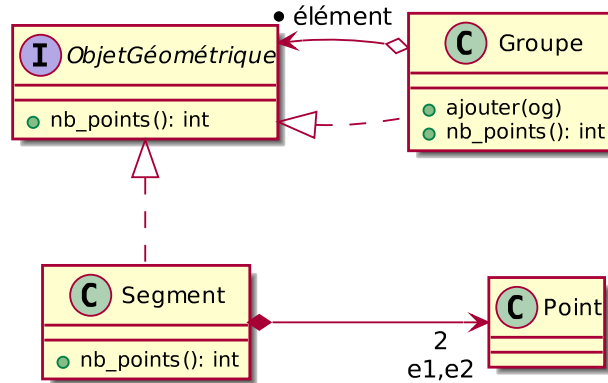 • élément
I ObjetGéométrique
nb_points(): int
C Groupe
ajouter(og)
nb_points(): int
C Segment
nb_points(): int
C Point
2
e1,e2